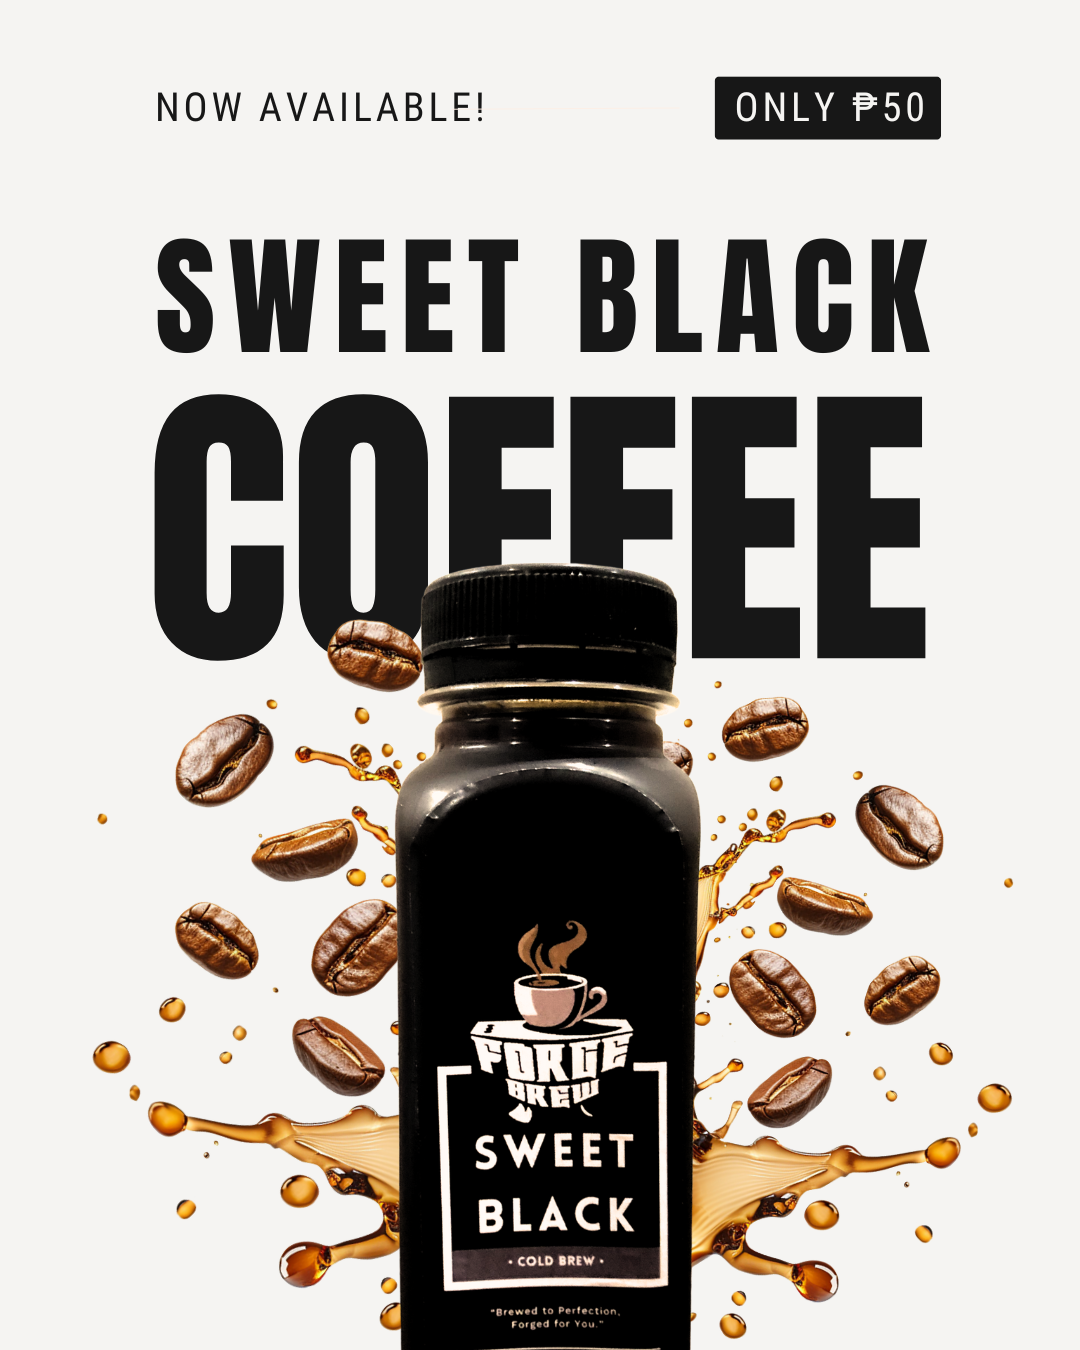 NOW AVAILABLE!
ONLY ₱50
SWEET BLACK
COFFEE
FORGE
BREW
SWEET
BLACK
• COLD BREW •
"Brewed to Perfection,
Forged for You."